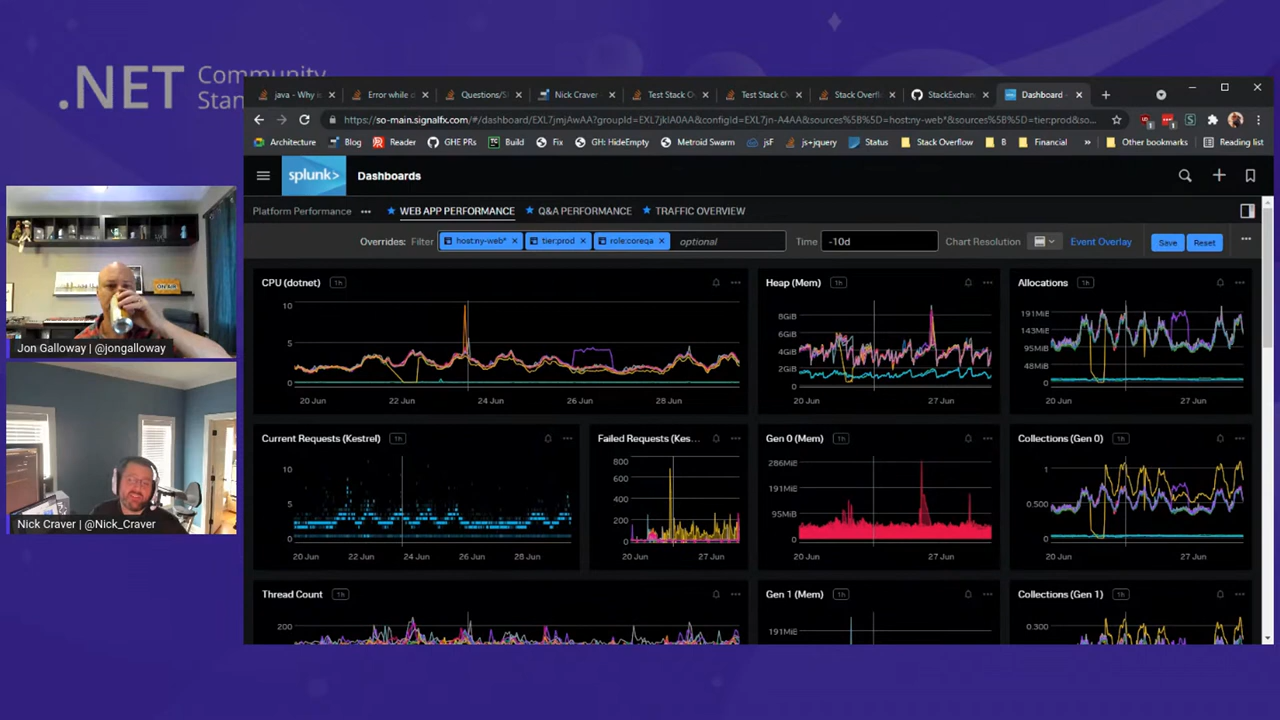 .NET Community
Stan
java - Why is
Error while d
Questions/S
Nick Craver
Test Stack O
Test Stack O
Stack Overfl
StackExchan
Dashboard -
so-main.signalfx.com/#/dashboard/EXL7jmjAwAA?groupId=EXL7jklA0AA&configId=EXL7jn-A4AA&sources%5B%5D=host:ny-web*&sources%5B%5D=tier:prod&so...
Architecture
Blog
Reader
GHE PRs
Build
Fix
GH: HideEmpty
Metroid Swarm
jsF
js+jquery
Status
Stack Overflow
B
Financial
»
Other bookmarks
Reading list
splunk>
Dashboards
Platform Performance
WEB APP PERFORMANCE
Q&A PERFORMANCE
TRAFFIC OVERVIEW
Overrides: Filter
host:ny-web*
tier:prod
role:coreqa
optional
Time
-10d
Chart Resolution
Event Overlay
Save
Reset
CPU (dotnet) 1h
10
5
0
20 Jun 22 Jun 24 Jun 26 Jun 28 Jun
Heap (Mem) 1h
8GiB
6GiB
4GiB
2GiB
0
20 Jun 27 Jun
Allocations 1h
191MiB
143MiB
95MiB
48MiB
0
20 Jun 27 Jun
Jon Galloway | @jongalloway
Current Requests (Kestrel) 1h
10
5
0
20 Jun 22 Jun 24 Jun 26 Jun 28 Jun
Failed Requests (Kes... 1h
800
600
400
200
0
20 Jun 27 Jun
Gen 0 (Mem) 1h
286MiB
191MiB
95MiB
0
20 Jun 27 Jun
Collections (Gen 0) 1h
1
0.500
0
20 Jun 27 Jun
Nick Craver | @Nick_Craver
Thread Count 1h
200
Gen 1 (Mem) 1h
191MiB
Collections (Gen 1) 1h
0.300